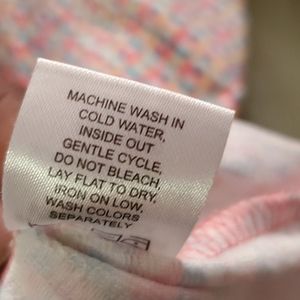 MACHINE WASH IN
COLD WATER,
INSIDE OUT
GENTLE CYCLE.
DO NOT BLEACH,
LAY FLAT TO DRY.
IRON ON LOW,
WASH COLORS
SEPARATELY